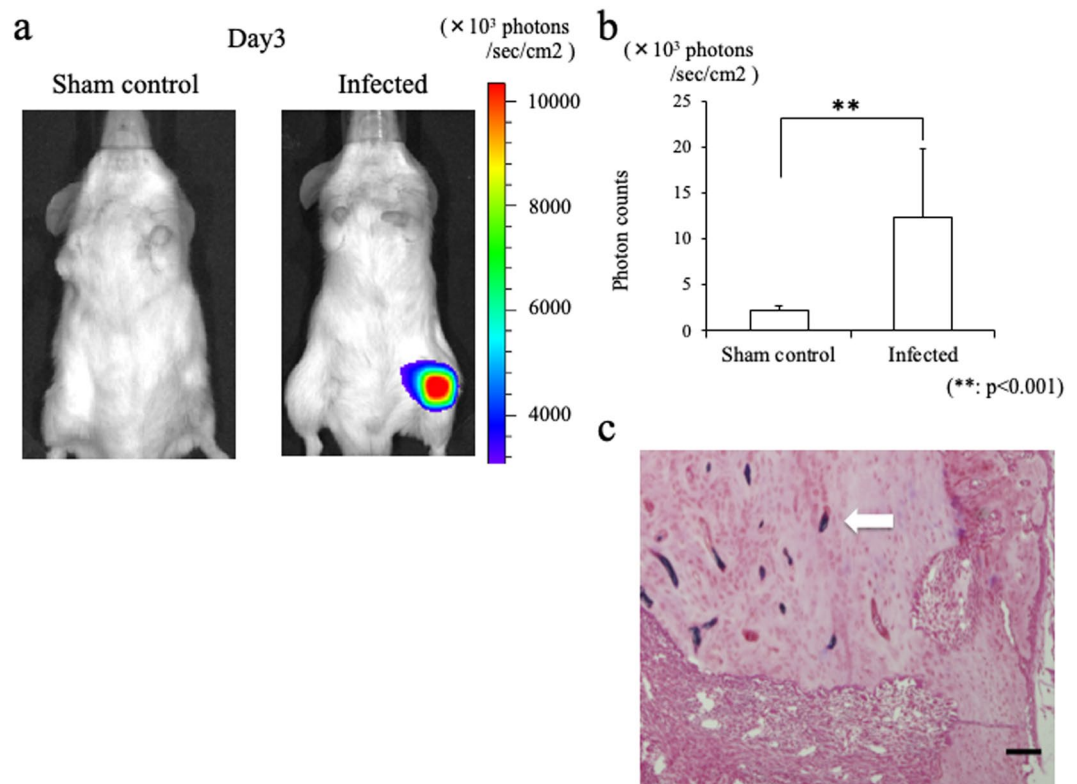 a
Day3
Sham control
Infected
( × 10³ photons
/sec/cm2 )
10000
8000
6000
4000
b
( × 10³ photons
/sec/cm2 )
Photon counts
25
20
15
10
5
0
**
Sham control
Infected
(**: p<0.001)
c